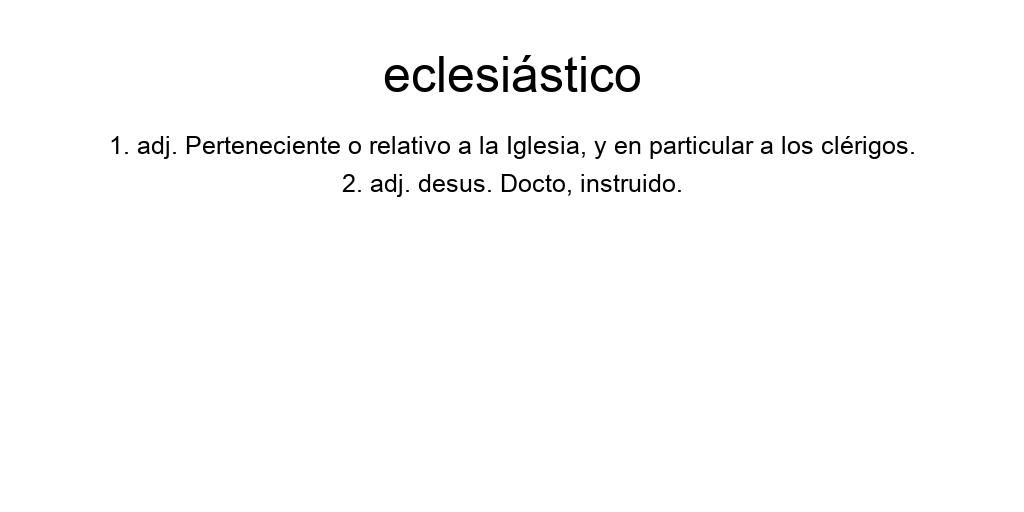 eclesiástico
1. adj. Perteneciente o relativo a la Iglesia, y en particular a los clérigos.
2. adj. desus. Docto, instruido.